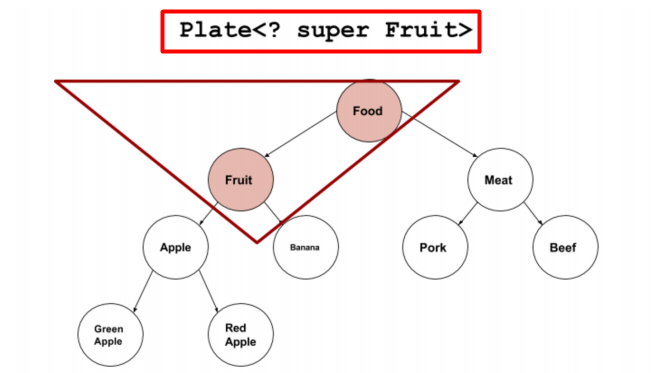 Plate<? super Fruit>
Food
Fruit
Meat
Apple
Banana
Pork
Beef
Green
Apple
Red
Apple